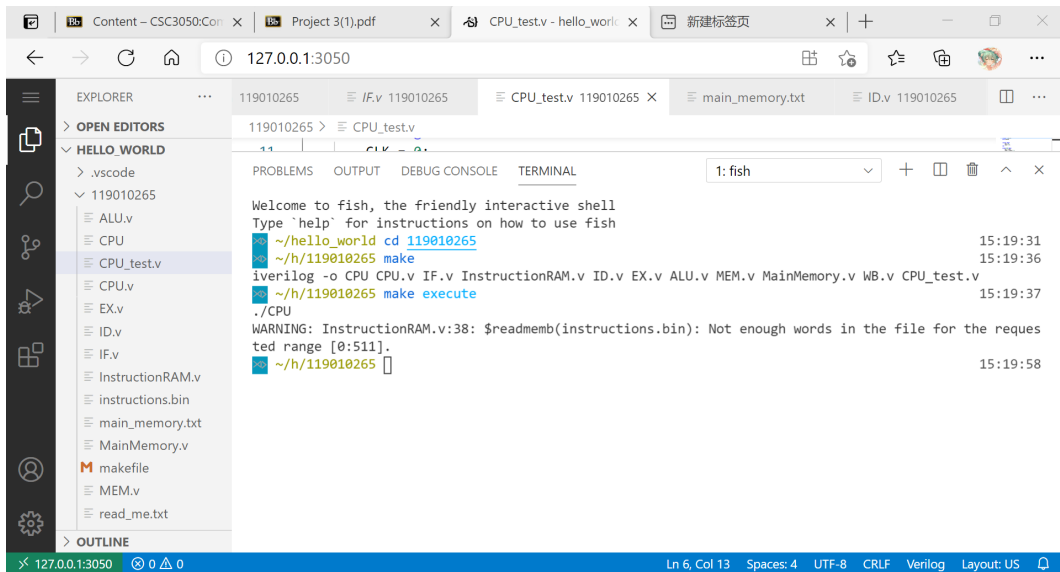 Content – CSC3050:Con
Project 3(1).pdf
CPU_test.v - hello_worl
新建标签页
127.0.0.1:3050
EXPLORER
119010265
IF.v 119010265
CPU_test.v 119010265
main_memory.txt
ID.v 119010265
OPEN EDITORS
119010265 > CPU_test.v
HELLO_WORLD
11 CLK = 0;
.vscode
PROBLEMS OUTPUT DEBUG CONSOLE TERMINAL
1: fish
119010265
ALU.v
CPU
CPU_test.v
CPU.v
EX.v
ID.v
IF.v
InstructionRAM.v
instructions.bin
main_memory.txt
MainMemory.v
M makefile
MEM.v
read_me.txt
OUTLINE
Welcome to fish, the friendly interactive shell
Type `help` for instructions on how to use fish
~/hello_world cd 119010265 15:19:31
~/h/119010265 make 15:19:36
iverilog -o CPU CPU.v IF.v InstructionRAM.v ID.v EX.v ALU.v MEM.v MainMemory.v WB.v CPU_test.v
~/h/119010265 make execute 15:19:37
./CPU
WARNING: InstructionRAM.v:38: $readmemb(instructions.bin): Not enough words in the file for the reques
ted range [0:511].
~/h/119010265 15:19:58
127.0.0.1:3050 0 0 Ln 6, Col 13 Spaces: 4 UTF-8 CRLF Verilog Layout: US